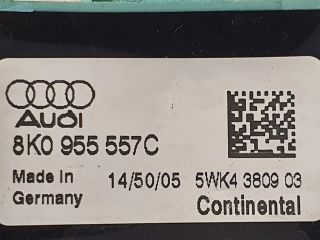 Audi
8K0 955 557C
Made in Germany 14/50/05 5WK4 3809 03
Continental